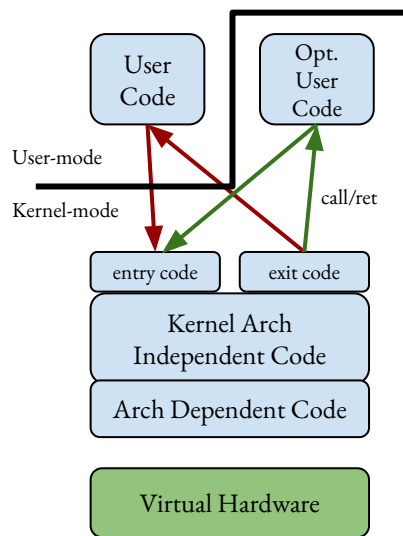 User
Code
Opt.
User
Code
User-mode
Kernel-mode
call/ret
entry code
exit code
Kernel Arch
Independent Code
Arch Dependent Code
Virtual Hardware